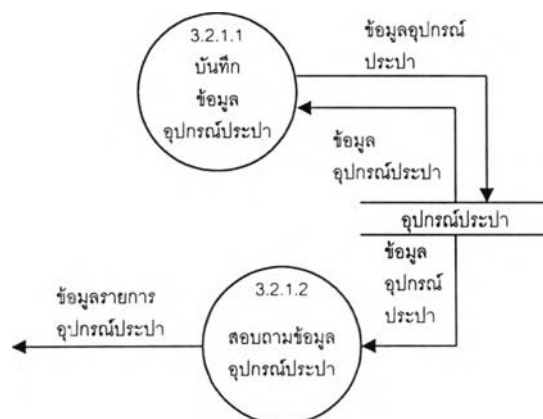 3.2.1.1
บันทึก
ข้อมูล
อุปกรณ์ประปา
ข้อมูลอุปกรณ์
ประปา
ข้อมูล
อุปกรณ์ประปา
อุปกรณ์ประปา
ข้อมูล
อุปกรณ์
ประปา
3.2.1.2
สอบถามข้อมูล
อุปกรณ์ประปา
ข้อมูลรายการ
อุปกรณ์ประปา